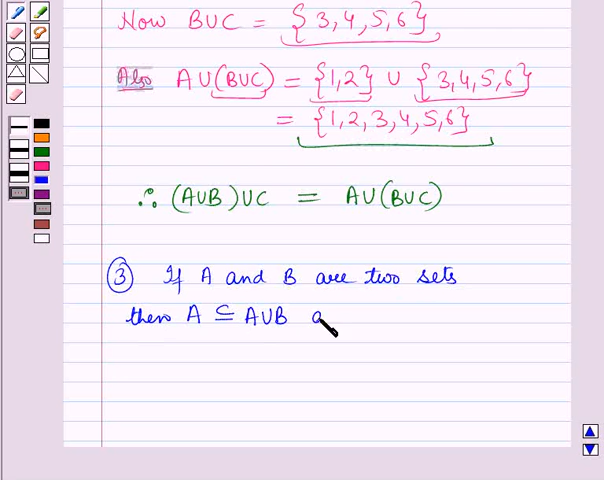 Now B∪C = {3,4,5,6}
Also A∪(B∪C) = {1,2} ∪ {3,4,5,6}
= {1,2,3,4,5,6}
∴ (A∪B)∪C = A∪(B∪C)
③ If A and B are two sets
then A ⊆ A∪B a